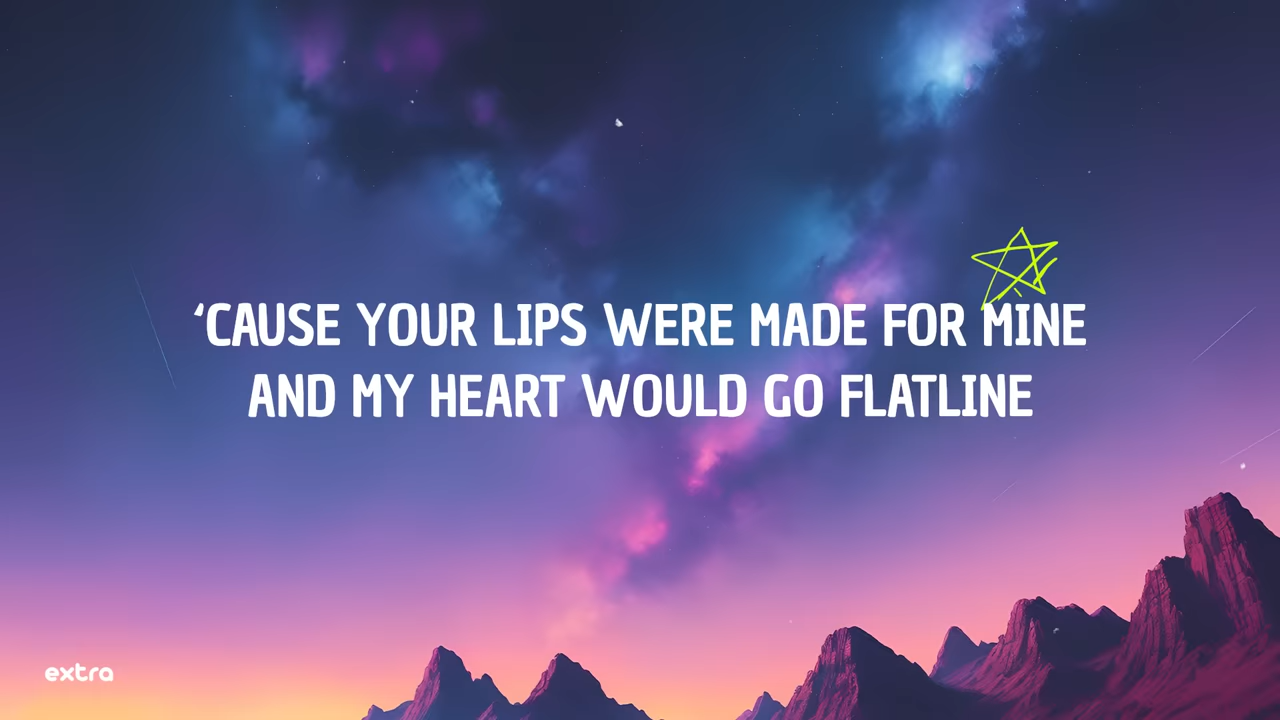 ‘CAUSE YOUR LIPS WERE MADE FOR MINE
AND MY HEART WOULD GO FLATLINE
extra